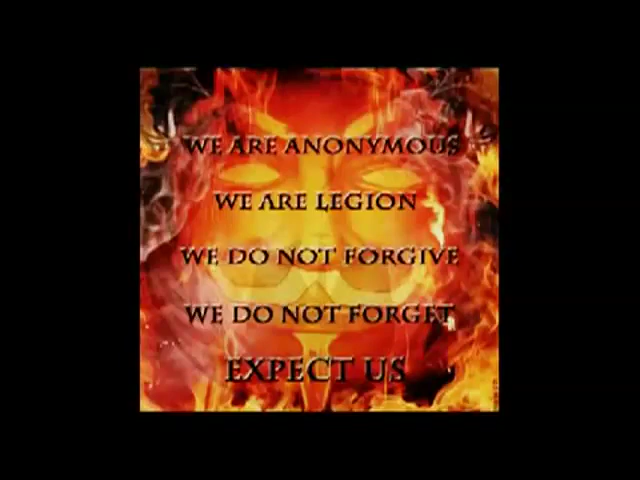 WE ARE ANONYMOUS
WE ARE LEGION
WE DO NOT FORGIVE
WE DO NOT FORGET
EXPECT US